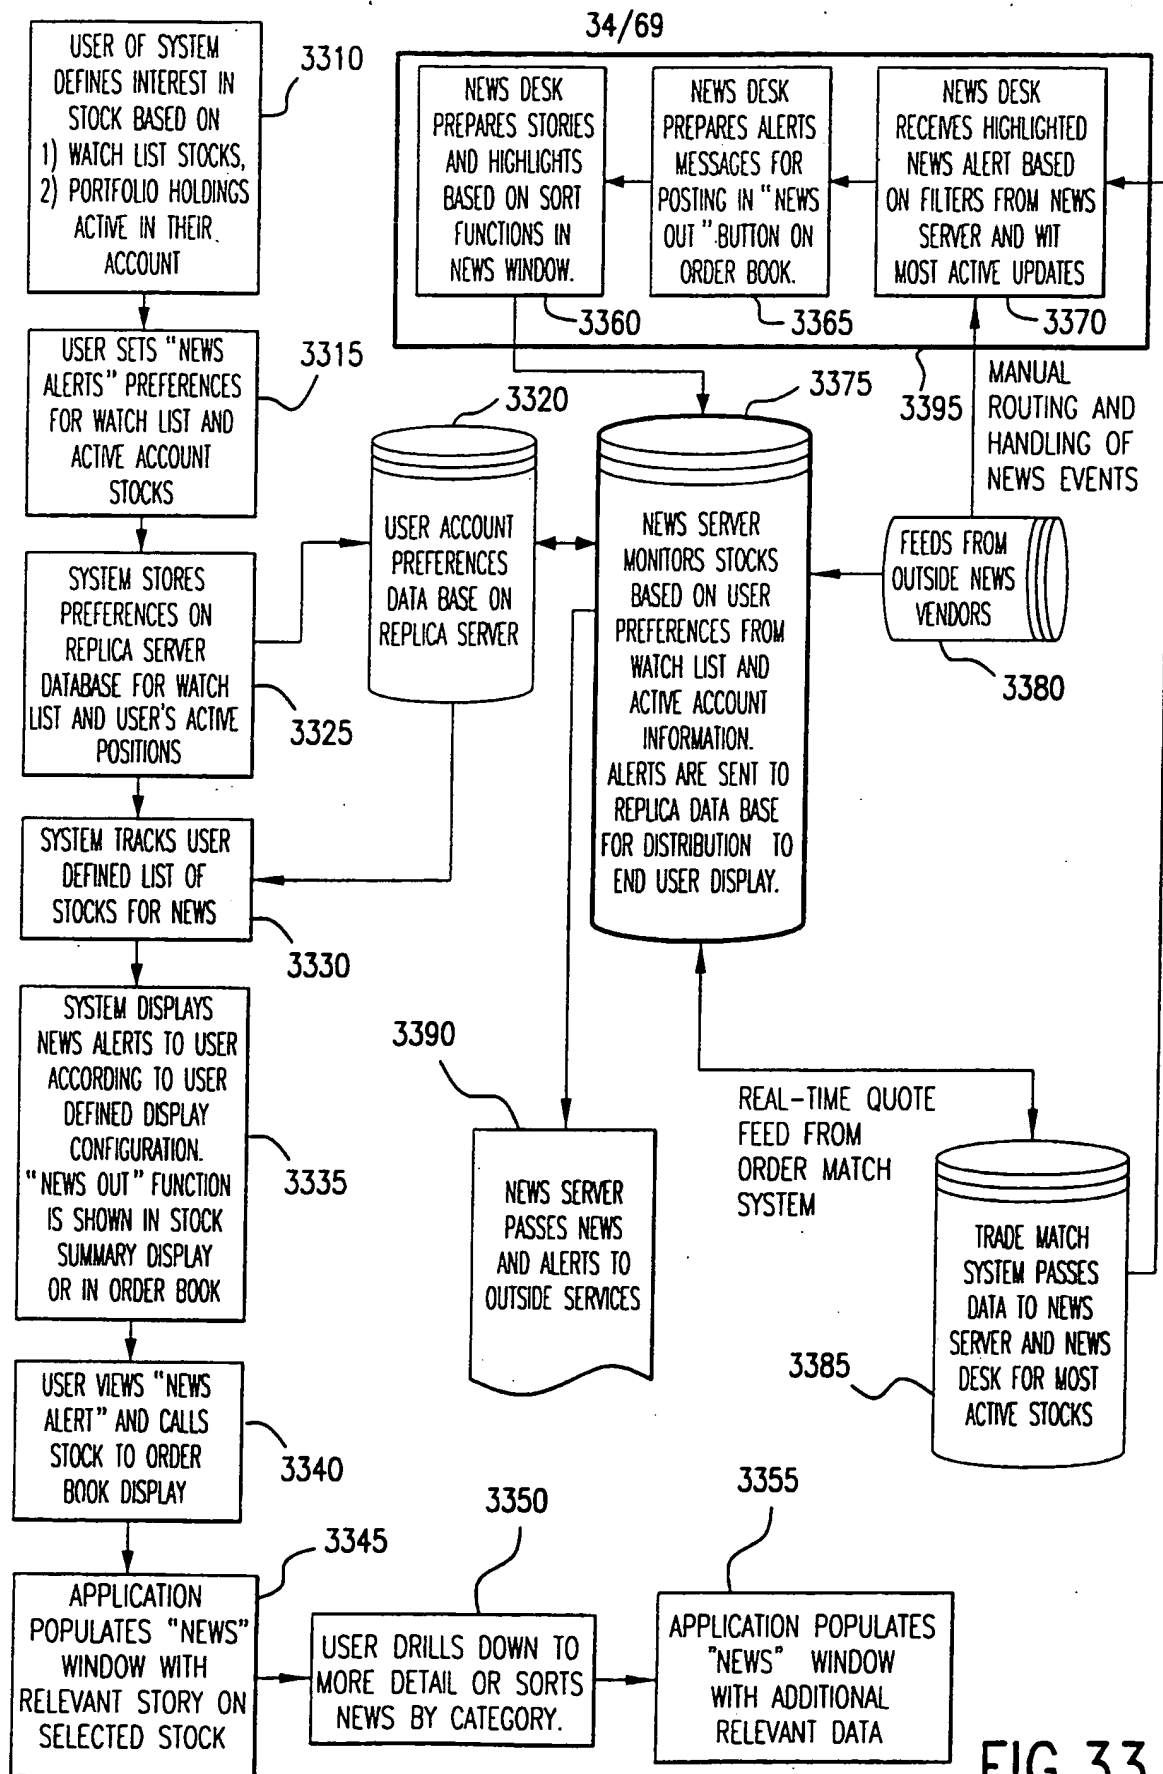 34/69
USER OF SYSTEM
DEFINES INTEREST IN
STOCK BASED ON
1) WATCH LIST STOCKS,
2) PORTFOLIO HOLDINGS
ACTIVE IN THEIR
ACCOUNT
3310
NEWS DESK
PREPARES STORIES
AND HIGHLIGHTS
BASED ON SORT
FUNCTIONS IN
NEWS WINDOW.
3360
NEWS DESK
PREPARES ALERTS
MESSAGES FOR
POSTING IN "NEWS
OUT" BUTTON ON
ORDER BOOK.
3365
NEWS DESK
RECEIVES HIGHLIGHTED
NEWS ALERT BASED
ON FILTERS FROM NEWS
SERVER AND WIT
MOST ACTIVE UPDATES
3370
3395
MANUAL
ROUTING AND
HANDLING OF
NEWS EVENTS
USER SETS "NEWS
ALERTS" PREFERENCES
FOR WATCH LIST AND
ACTIVE ACCOUNT
STOCKS
3315
3320
USER ACCOUNT
PREFERENCES
DATA BASE ON
REPLICA SERVER
3375
NEWS SERVER
MONITORS STOCKS
BASED ON USER
PREFERENCES FROM
WATCH LIST AND
ACTIVE ACCOUNT
INFORMATION.
ALERTS ARE SENT TO
REPLICA DATA BASE
FOR DISTRIBUTION TO
END USER DISPLAY.
FEEDS FROM
OUTSIDE NEWS
VENDORS
3380
SYSTEM STORES
PREFERENCES ON
REPLICA SERVER
DATABASE FOR WATCH
LIST AND USER'S ACTIVE
POSITIONS
3325
SYSTEM TRACKS USER
DEFINED LIST OF
STOCKS FOR NEWS
3330
SYSTEM DISPLAYS
NEWS ALERTS TO USER
ACCORDING TO USER
DEFINED DISPLAY
CONFIGURATION.
"NEWS OUT" FUNCTION
IS SHOWN IN STOCK
SUMMARY DISPLAY
OR IN ORDER BOOK
3335
3390
NEWS SERVER
PASSES NEWS
AND ALERTS TO
OUTSIDE SERVICES
REAL-TIME QUOTE
FEED FROM
ORDER MATCH
SYSTEM
TRADE MATCH
SYSTEM PASSES
DATA TO NEWS
SERVER AND NEWS
DESK FOR MOST
ACTIVE STOCKS
3385
USER VIEWS "NEWS
ALERT" AND CALLS
STOCK TO ORDER
BOOK DISPLAY
3340
APPLICATION
POPULATES "NEWS"
WINDOW WITH
RELEVANT STORY ON
SELECTED STOCK
3345
3350
USER DRILLS DOWN TO
MORE DETAIL OR SORTS
NEWS BY CATEGORY.
3355
APPLICATION POPULATES
"NEWS" WINDOW
WITH ADDITIONAL
RELEVANT DATA
FIG.33